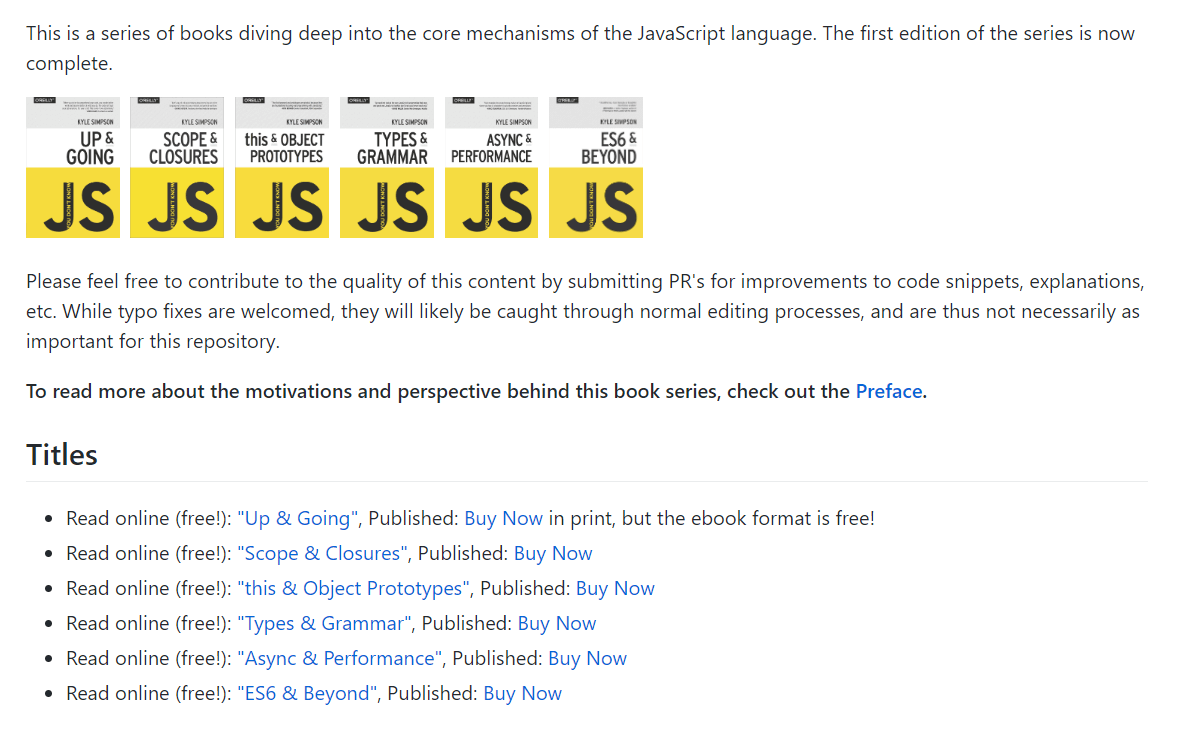 This is a series of books diving deep into the core mechanisms of the JavaScript language. The first edition of the series is now
complete.
O'REILLY
KYLE SIMPSON
UP &
GOING
YOU DON'T KNOW
JS
O'REILLY
KYLE SIMPSON
SCOPE &
CLOSURES
YOU DON'T KNOW
JS
O'REILLY
KYLE SIMPSON
this & OBJECT
PROTOTYPES
YOU DON'T KNOW
JS
O'REILLY
KYLE SIMPSON
TYPES &
GRAMMAR
YOU DON'T KNOW
JS
O'REILLY
KYLE SIMPSON
ASYNC &
PERFORMANCE
YOU DON'T KNOW
JS
O'REILLY
KYLE SIMPSON
ES6 &
BEYOND
YOU DON'T KNOW
JS
Please feel free to contribute to the quality of this content by submitting PR's for improvements to code snippets, explanations,
etc. While typo fixes are welcomed, they will likely be caught through normal editing processes, and are thus not necessarily as
important for this repository.
To read more about the motivations and perspective behind this book series, check out the Preface.
Titles
• Read online (free!): "Up & Going", Published: Buy Now in print, but the ebook format is free!
• Read online (free!): "Scope & Closures", Published: Buy Now
• Read online (free!): "this & Object Prototypes", Published: Buy Now
• Read online (free!): "Types & Grammar", Published: Buy Now
• Read online (free!): "Async & Performance", Published: Buy Now
• Read online (free!): "ES6 & Beyond", Published: Buy Now